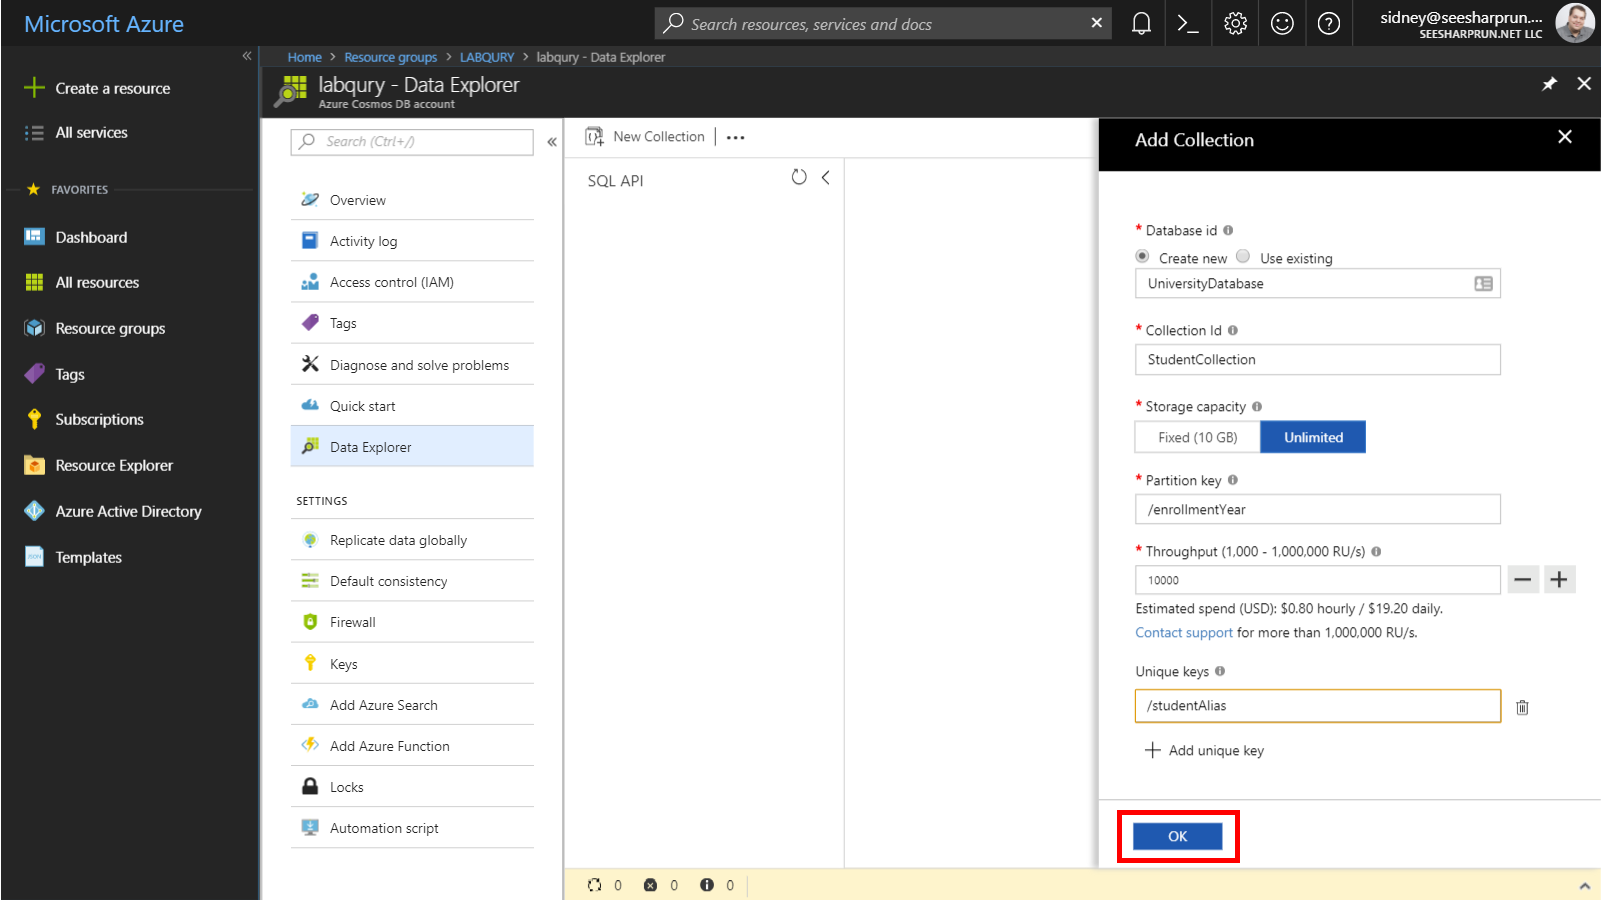 Microsoft Azure
Search resources, services and docs
sidney@seesharprun....
SEESHARPRUN.NET LLC
Create a resource
All services
FAVORITES
Dashboard
All resources
Resource groups
Tags
Subscriptions
Resource Explorer
Azure Active Directory
Templates
Home > Resource groups > LABQURY > labqury - Data Explorer
labqury - Data Explorer
Azure Cosmos DB account
Search (Ctrl+/)
Overview
Activity log
Access control (IAM)
Tags
Diagnose and solve problems
Quick start
Data Explorer
SETTINGS
Replicate data globally
Default consistency
Firewall
Keys
Add Azure Search
Add Azure Function
Locks
Automation script
New Collection
SQL API
Add Collection
* Database id
Create new Use existing
UniversityDatabase
* Collection Id
StudentCollection
* Storage capacity
Fixed (10 GB) Unlimited
* Partition key
/enrollmentYear
* Throughput (1,000 - 1,000,000 RU/s)
10000
Estimated spend (USD): $0.80 hourly / $19.20 daily.
Contact support for more than 1,000,000 RU/s.
Unique keys
/studentAlias
Add unique key
OK
0 0 0